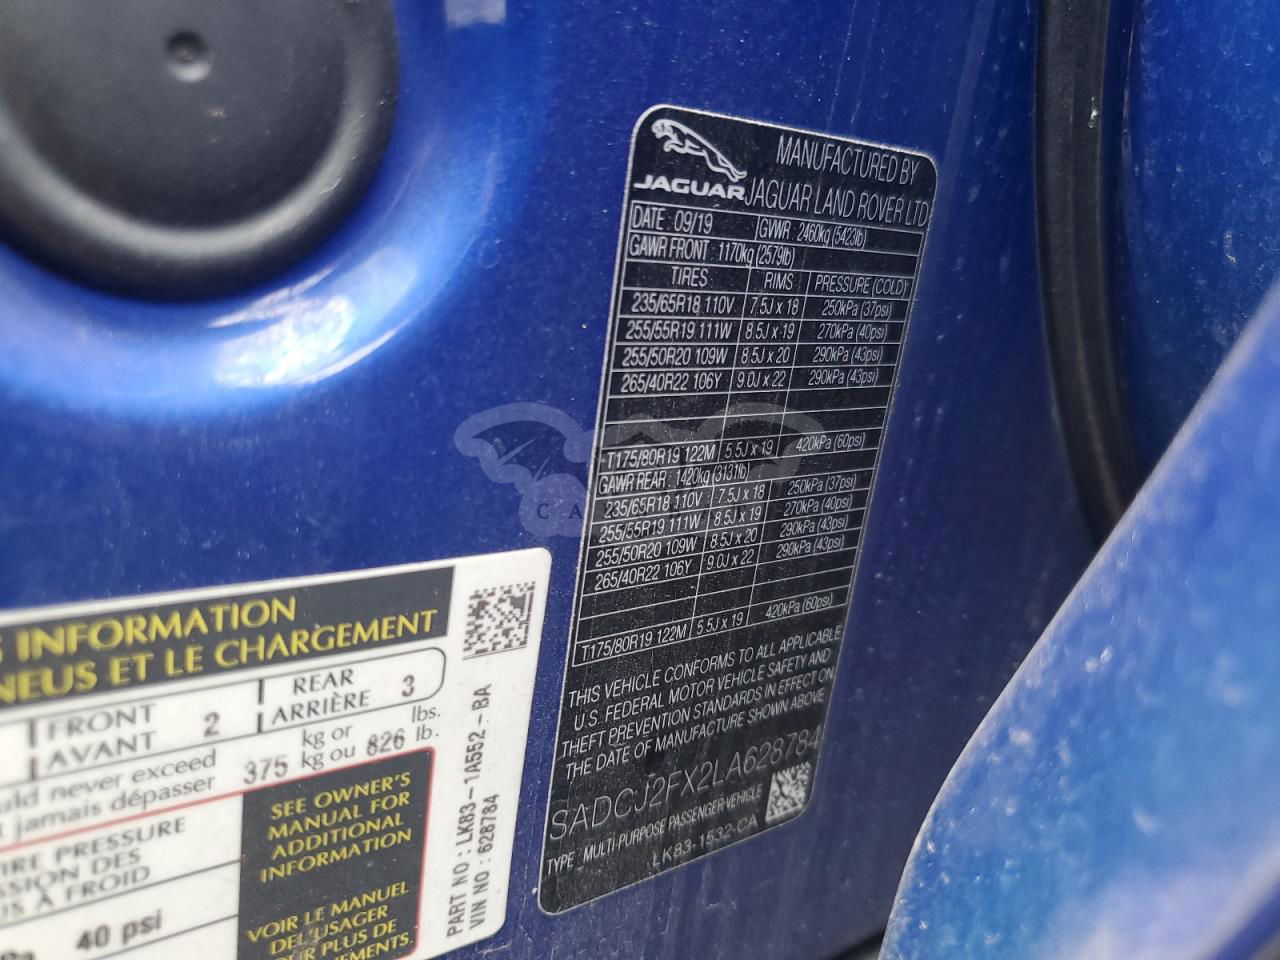 JAGUAR
MANUFACTURED BY
JAGUAR LAND ROVER LTD
DATE : 09/19 GVWR : 2460kg (5423lb)
GAWR FRONT : 1170kg (2579lb)
TIRES RIMS PRESSURE (COLD)
235/65R18 110V 7.5J x 18 250kPa (37psi)
255/55R19 111W 8.5J x 19 270kPa (40psi)
255/50R20 109W 8.5J x 20 290kPa (43psi)
265/40R22 106Y 9.0J x 22 290kPa (43psi)
T175/80R19 122M 5.5J x 19 420kPa (60psi)
GAWR REAR : 1420kg (3131lb)
235/65R18 110V 7.5J x 18 250kPa (37psi)
255/55R19 111W 8.5J x 19 270kPa (40psi)
255/50R20 109W 8.5J x 20 290kPa (43psi)
265/40R22 106Y 9.0J x 22 290kPa (43psi)
T175/80R19 122M 5.5J x 19 420kPa (60psi)
THIS VEHICLE CONFORMS TO ALL APPLICABLE
U.S. FEDERAL MOTOR VEHICLE SAFETY AND
THEFT PREVENTION STANDARDS IN EFFECT ON
THE DATE OF MANUFACTURE SHOWN ABOVE
SADCJ2FX2LA628784
TYPE : MULTI-PURPOSE PASSENGER VEHICLE
LK83-1532-CA
INFORMATION
ET LE CHARGEMENT
FRONT 2 REAR 3
AVANT ARRIÈRE
never exceed 375 kg or 826 lbs.
jamais dépasser kg ou lb.
PRESSURE
DES
À FROID
40 psi
SEE OWNER'S
MANUAL FOR
ADDITIONAL
INFORMATION
VOIR LE MANUEL
DE L'USAGER
PLUS DE
PART NO : LK83-1A552-BA
VIN NO : 628784